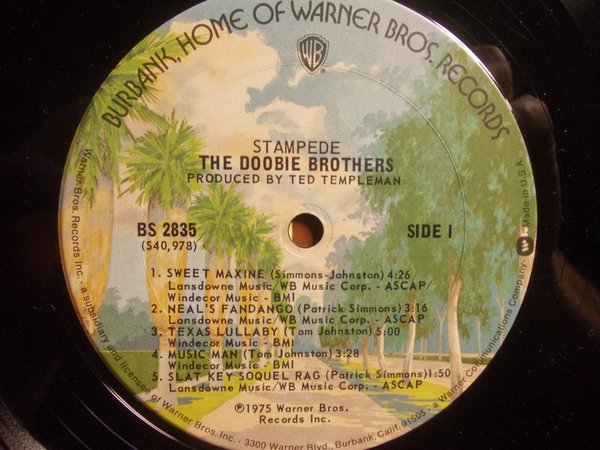 BURBANK, HOME OF WARNER BROS. RECORDS
WB
STAMPEDE
THE DOOBIE BROTHERS
PRODUCED BY TED TEMPLEMAN
BS 2835
(S40,978)
SIDE I
1. SWEET MAXINE (Simmons-Johnston) 4:26
Lansdowne Music/WB Music Corp. - ASCAP/
Windecor Music - BMI
2. NEAL'S FANDANGO (Patrick Simmons) 3:16
Lansdowne Music/WB Music Corp. - ASCAP
3. TEXAS LULLABY (Tom Johnston) 5:00
Windecor Music - BMI
4. MUSIC MAN (Tom Johnston) 3:28
Windecor Music - BMI
5. SLAT KEY SOQUEL RAG (Patrick Simmons) 1:50
Lansdowne Music/WB Music Corp. - ASCAP
℗1975 Warner Bros.
Records Inc.
Warner Bros. Records Inc. - a subsidiary and licensee of Warner Bros. Inc. - 3300 Warner Blvd., Burbank, Calif. 91505 - a Warner Communications Company - Made in U.S.A.